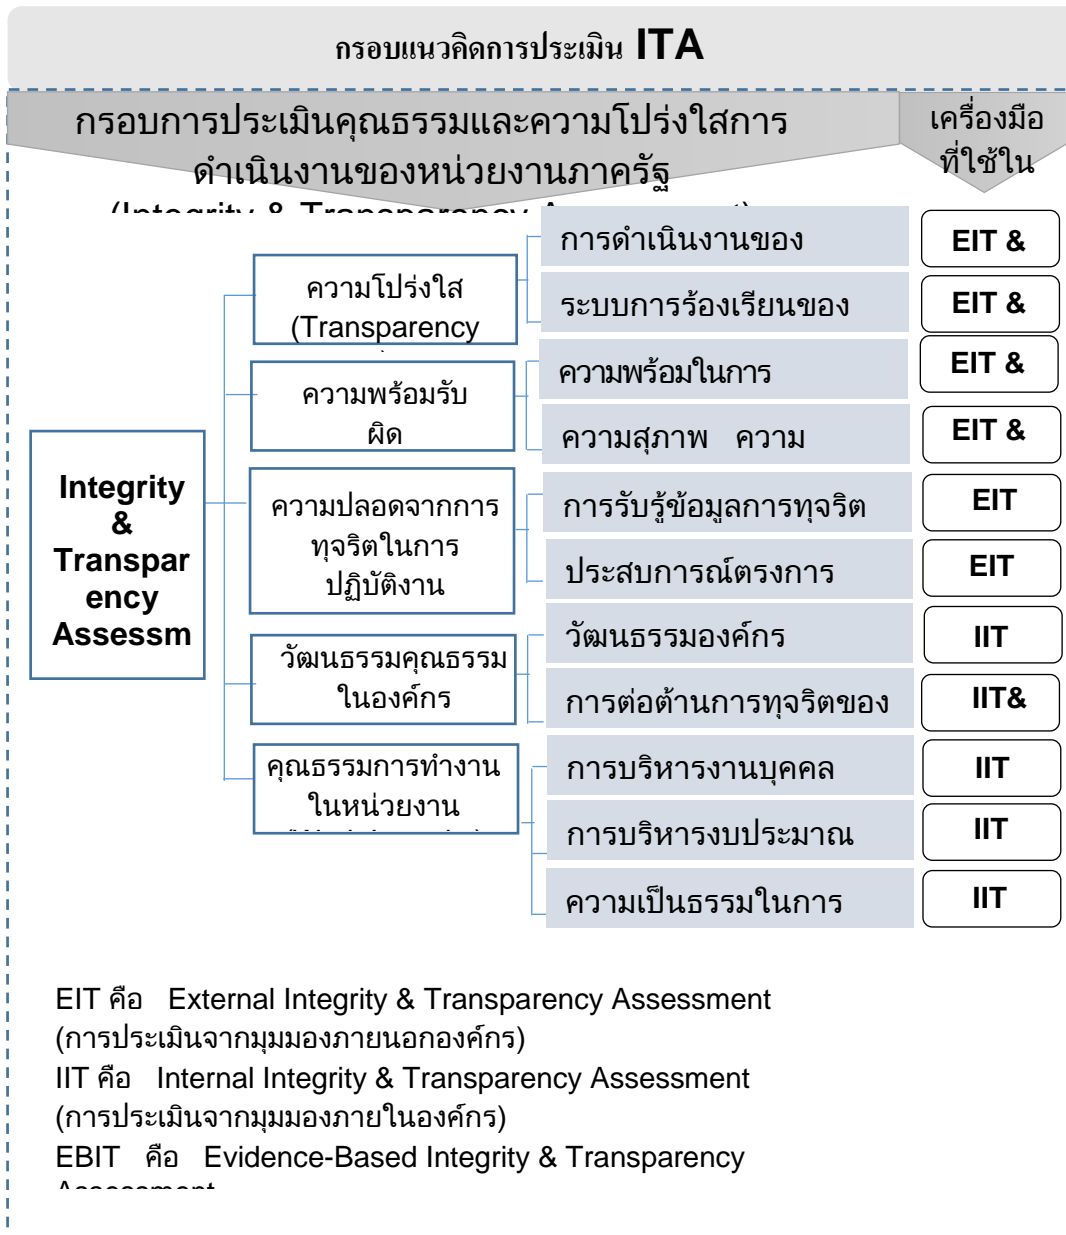 กรอบแนวคิดการประเมิน ITA
กรอบการประเมินคุณธรรมและความโปร่งใสการ
ดำเนินงานของหน่วยงานภาครัฐ
(Integrity & Transparency
เครื่องมือ
ที่ใช้ใน
Integrity
&
Transpar
ency
Assessm
ความโปร่งใส
(Transparency
การดำเนินงานของ
EIT &
ระบบการร้องเรียนของ
EIT &
ความพร้อมรับ
ผิด
ความพร้อมในการ
EIT &
ความสุภาพ ความ
EIT &
ความปลอดจากการ
ทุจริตในการ
ปฏิบัติงาน
การรับรู้ข้อมูลการทุจริต
EIT
ประสบการณ์ตรงการ
EIT
วัฒนธรรมคุณธรรม
ในองค์กร
วัฒนธรรมองค์กร
IIT
การต่อต้านการทุจริตของ
IIT&
คุณธรรมการทำงาน
ในหน่วยงาน
การบริหารงานบุคคล
IIT
การบริหารงบประมาณ
IIT
ความเป็นธรรมในการ
IIT
EIT คือ External Integrity & Transparency Assessment
(การประเมินจากมุมมองภายนอกองค์กร)
IIT คือ Internal Integrity & Transparency Assessment
(การประเมินจากมุมมองภายในองค์กร)
EBIT คือ Evidence-Based Integrity & Transparency
Assessment